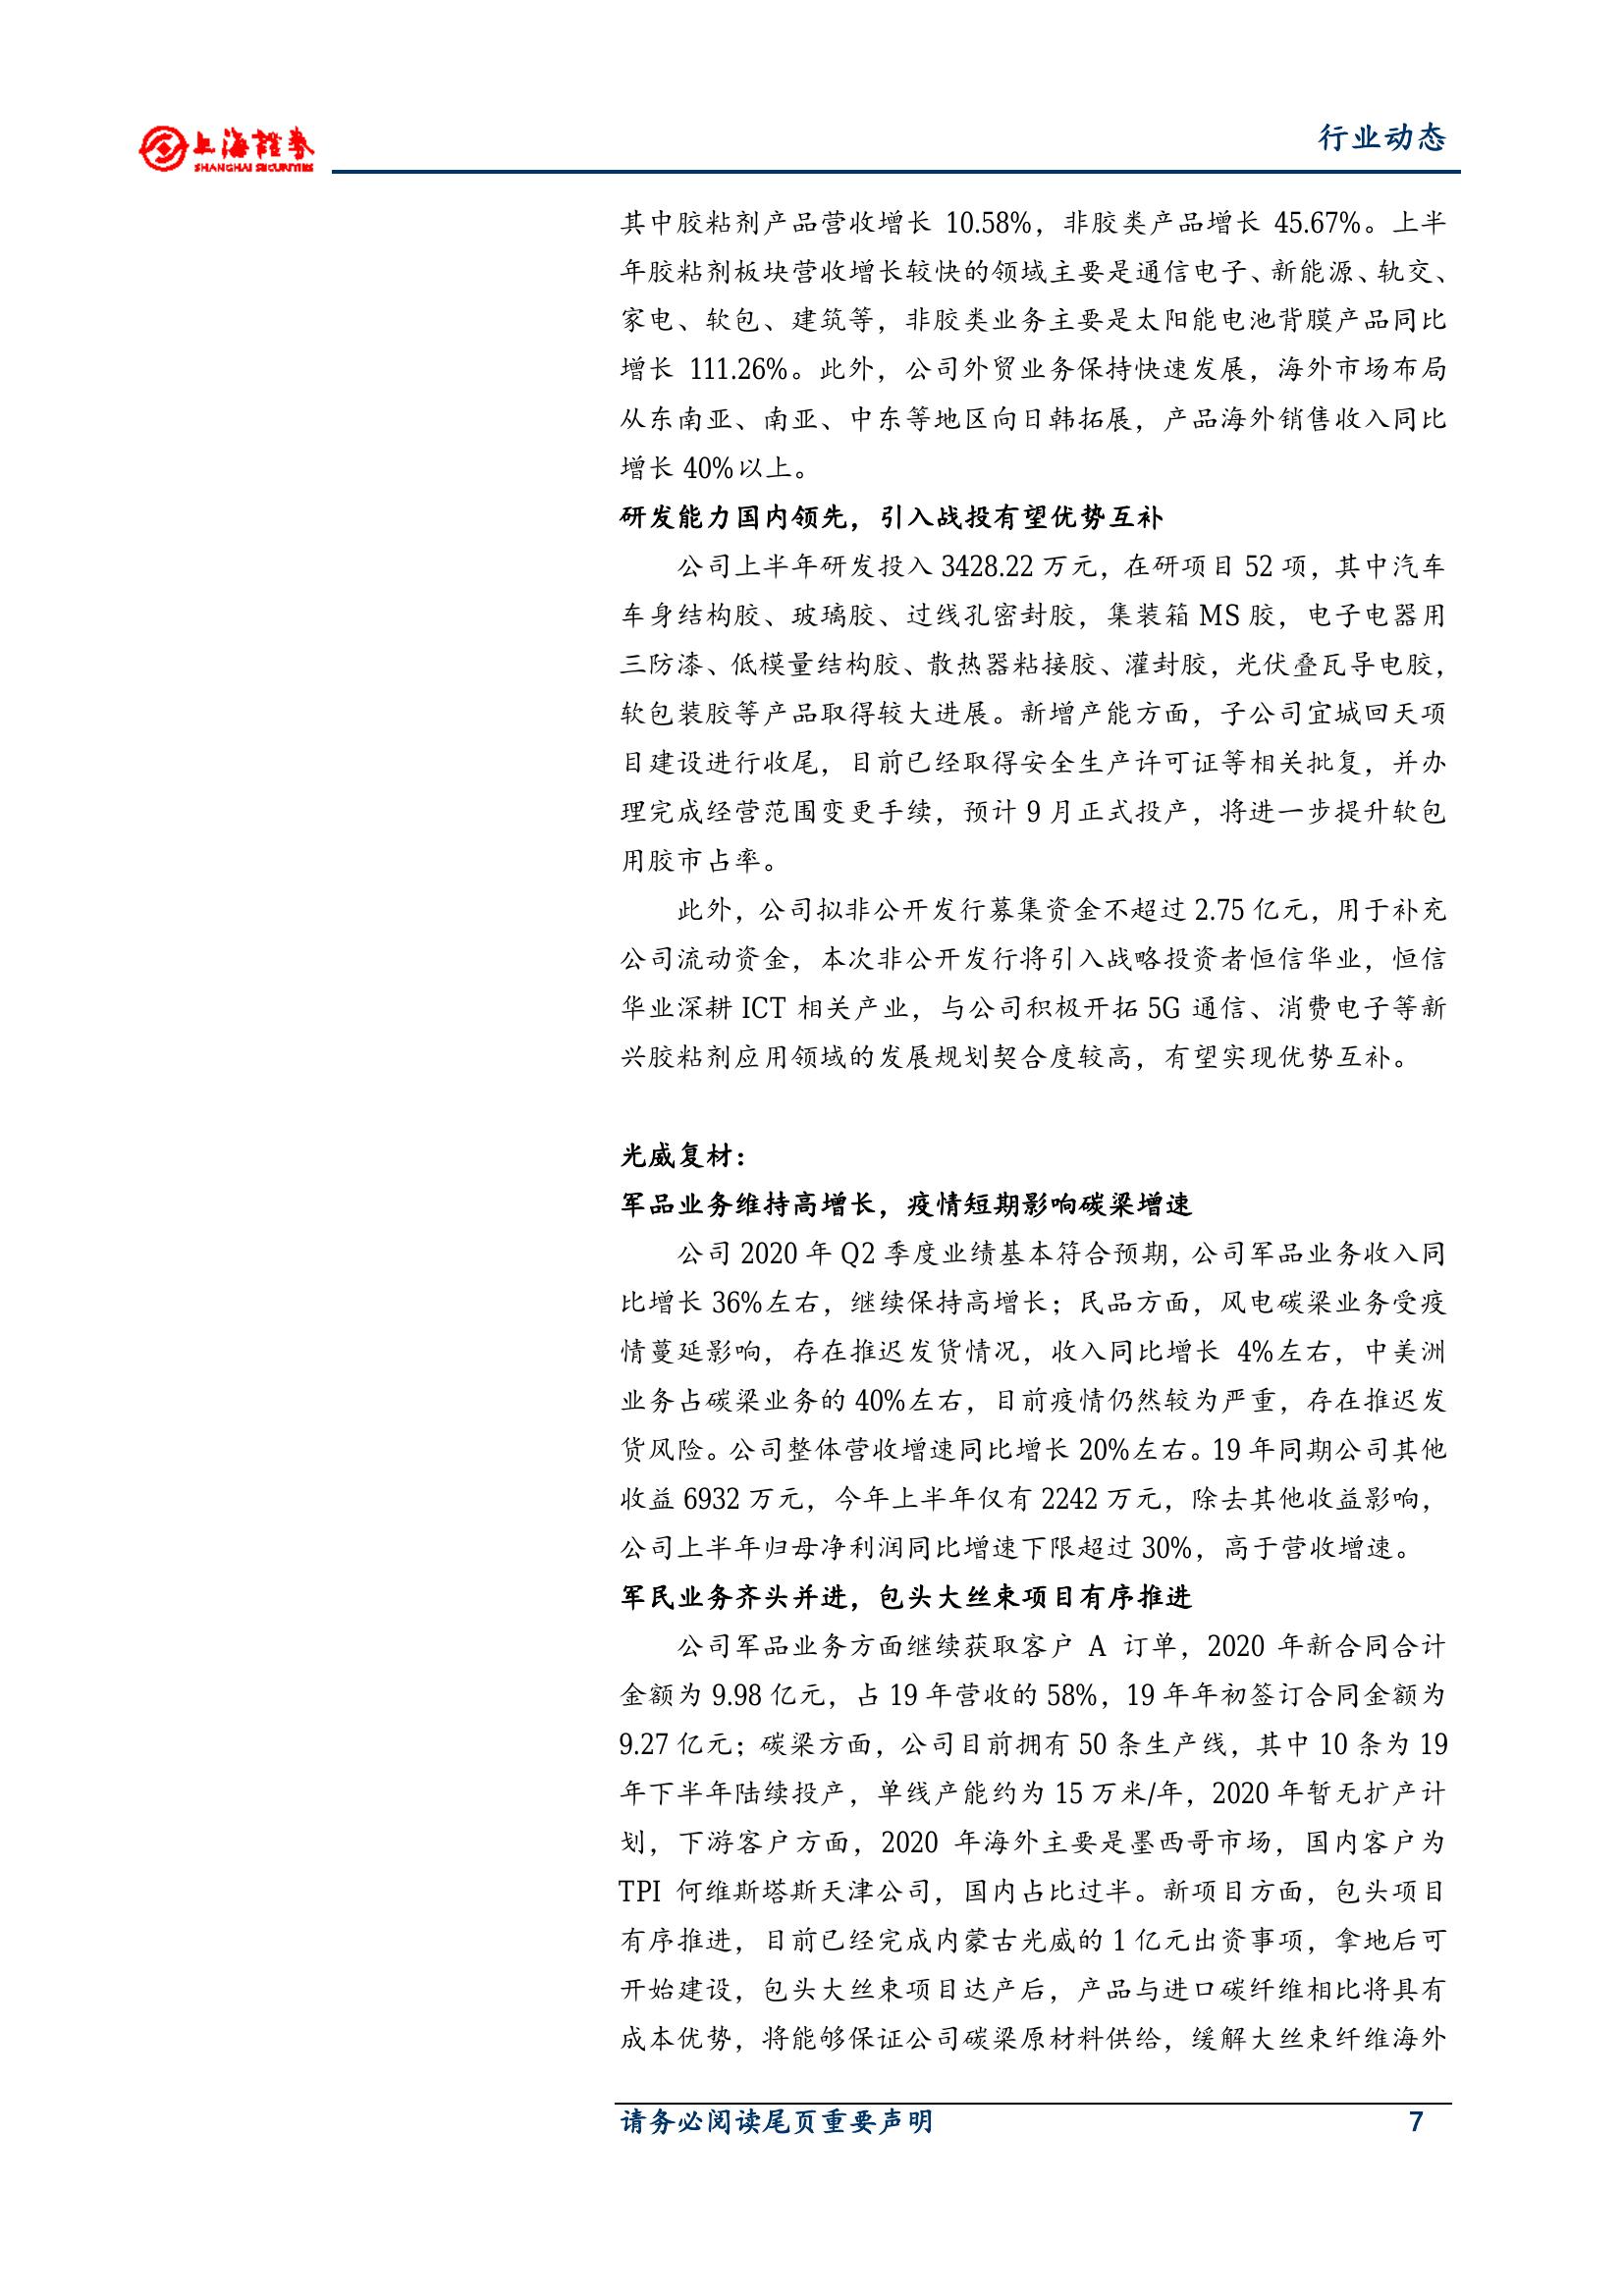 上海證券
SHANGHAI SECURITIES
行业动态
其中胶粘剂产品营收增长 10.58%，非胶类产品增长 45.67%。上半
年胶粘剂板块营收增长较快的领域主要是通信电子、新能源、轨交、
家电、软包、建筑等，非胶类业务主要是太阳能电池背膜产品同比
增长 111.26%。此外，公司外贸业务保持快速发展，海外市场布局
从东南亚、南亚、中东等地区向日韩拓展，产品海外销售收入同比
增长 40%以上。
研发能力国内领先，引入战投有望优势互补
公司上半年研发投入 3428.22 万元，在研项目 52 项，其中汽车
车身结构胶、玻璃胶、过线孔密封胶，集装箱 MS 胶，电子电器用
三防漆、低模量结构胶、散热器粘接胶、灌封胶，光伏叠瓦导电胶，
软包装胶等产品取得较大进展。新增产能方面，子公司宜城回天项
目建设进行收尾，目前已经取得安全生产许可证等相关批复，并办
理完成经营范围变更手续，预计 9 月正式投产，将进一步提升软包
用胶市占率。
此外，公司拟非公开发行募集资金不超过 2.75 亿元，用于补充
公司流动资金，本次非公开发行将引入战略投资者恒信华业，恒信
华业深耕 ICT 相关产业，与公司积极开拓 5G 通信、消费电子等新
兴胶粘剂应用领域的发展规划契合度较高，有望实现优势互补。
光威复材：
军品业务维持高增长，疫情短期影响碳梁增速
公司 2020 年 Q2 季度业绩基本符合预期，公司军品业务收入同
比增长 36%左右，继续保持高增长；民品方面，风电碳梁业务受疫
情蔓延影响，存在推迟发货情况，收入同比增长 4%左右，中美洲
业务占碳梁业务的 40%左右，目前疫情仍然较为严重，存在推迟发
货风险。公司整体营收增速同比增长 20%左右。19 年同期公司其他
收益 6932 万元，今年上半年仅有 2242 万元，除去其他收益影响，
公司上半年归母净利润同比增速下限超过 30%，高于营收增速。
军民业务齐头并进，包头大丝束项目有序推进
公司军品业务方面继续获取客户 A 订单，2020 年新合同合计
金额为 9.98 亿元，占 19 年营收的 58%，19 年年初签订合同金额为
9.27 亿元；碳梁方面，公司目前拥有 50 条生产线，其中 10 条为 19
年下半年陆续投产，单线产能约为 15 万米/年，2020 年暂无扩产计
划，下游客户方面，2020 年海外主要是墨西哥市场，国内客户为
TPI 何维斯塔斯天津公司，国内占比过半。新项目方面，包头项目
有序推进，目前已经完成内蒙古光威的 1 亿元出资事项，拿地后可
开始建设，包头大丝束项目达产后，产品与进口碳纤维相比将具有
成本优势，将能够保证公司碳梁原材料供给，缓解大丝束纤维海外
请务必阅读尾页重要声明 7